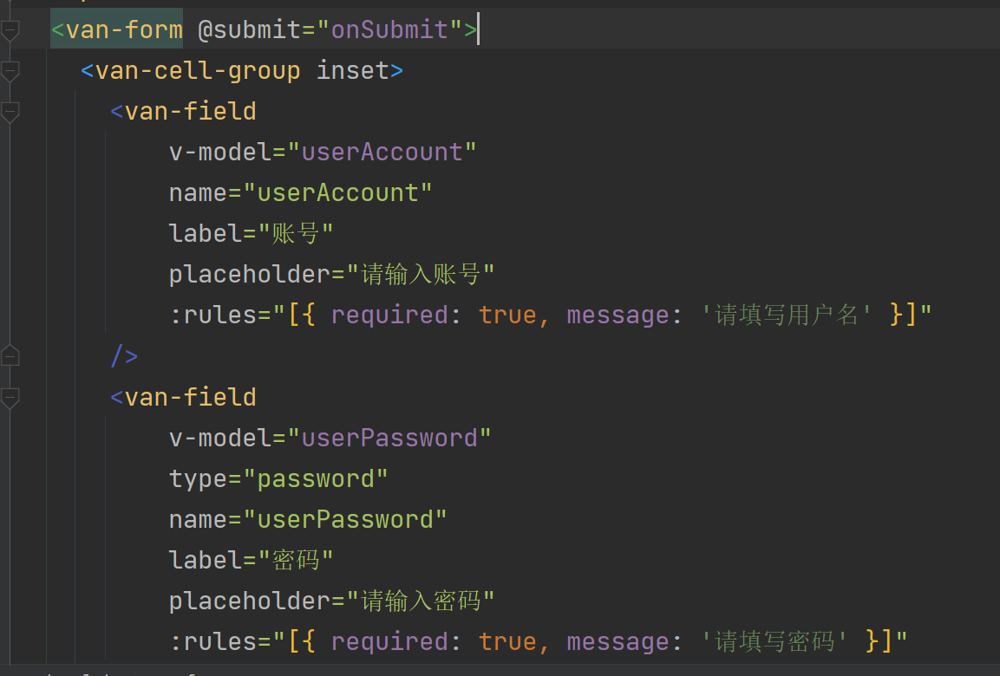 <van-form @submit="onSubmit">
<van-cell-group inset>
<van-field
v-model="userAccount"
name="userAccount"
label="账号"
placeholder="请输入账号"
:rules="[{ required: true, message: '请填写用户名' }]"
/>
<van-field
v-model="userPassword"
type="password"
name="userPassword"
label="密码"
placeholder="请输入密码"
:rules="[{ required: true, message: '请填写密码' }]"